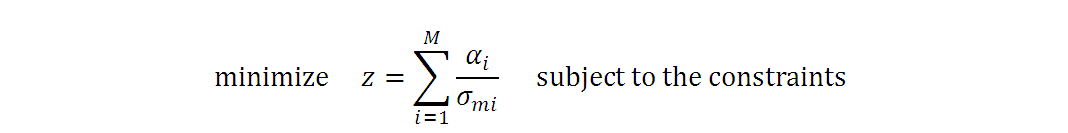 minimize z = ∑_{i=1}^{M} α_i / σ_{mi} subject to the constraints